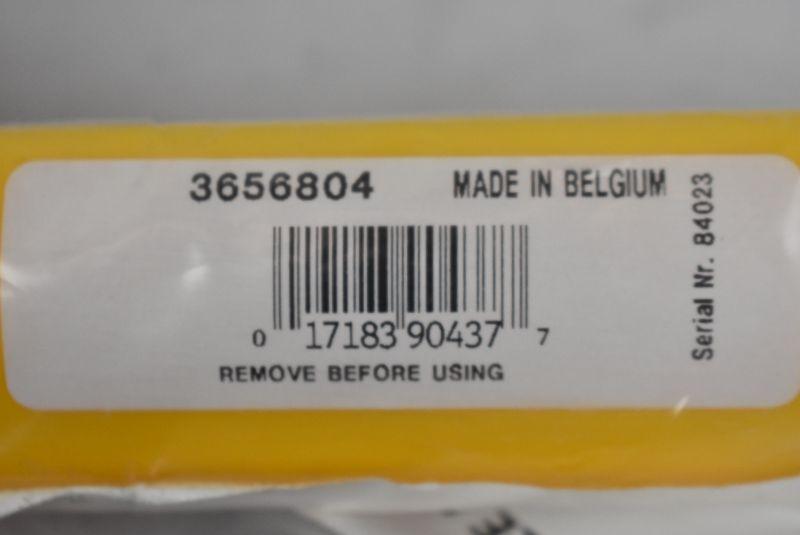 3656804 MADE IN BELGIUM
0 17183 90437 7
REMOVE BEFORE USING
Serial Nr. 84023